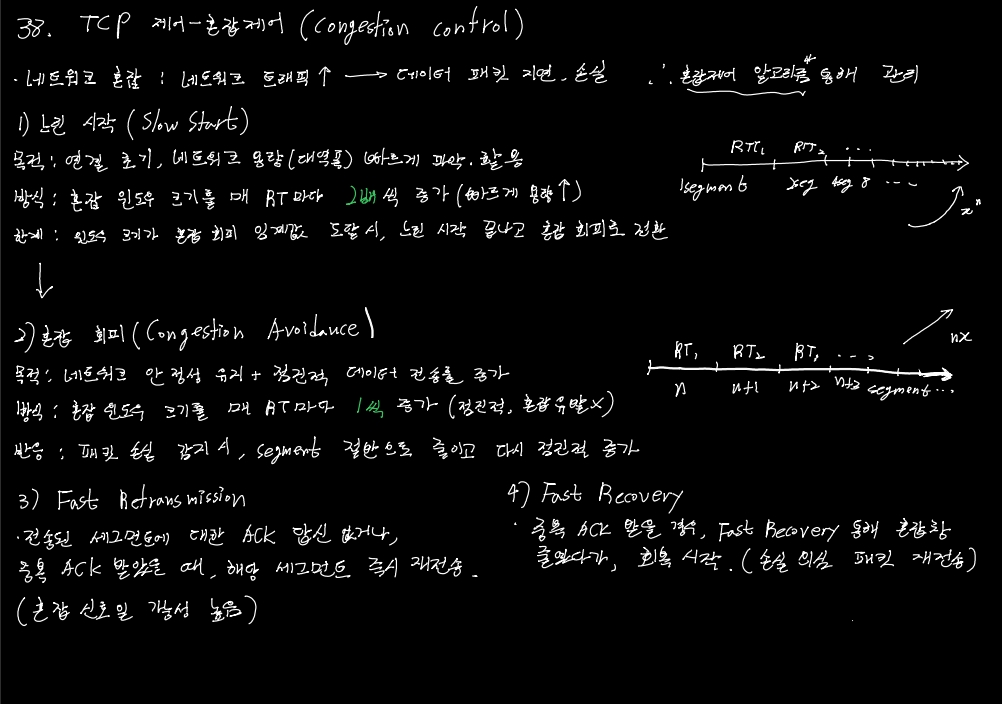 38. TCP 제어-혼잡제어 (Congestion control)
· 네트워크 혼잡 : 네트워크 트래픽↑ → 데이터 패킷 지연, 손실 ∴ 혼잡제어 알고리즘을 통해 관리
1) 느린 시작 (Slow Start)
목적 : 연결 초기, 네트워크 용량(대역폭) 빠르게 파악·활용
방식 : 혼잡 윈도우 크기를 매 RT마다 2배씩 증가 (빠르게 용량↑)
한계 : 윈도우 크기가 혼잡 회피 임계값 도달 시, 느린 시작 끝나고 혼잡 회피로 전환
RTT₁ RTT₂ ...
1segment 2seg 4seg 8 ...
xⁿ
↓
2) 혼잡 회피 (Congestion Avoidance)
목적 : 네트워크 안정성 유지 + 점진적 데이터 전송률 증가
방식 : 혼잡 윈도우 크기를 매 RT마다 1씩 증가 (점진적, 혼잡유발×)
반응 : 패킷 손실 감지 시, segment 절반으로 줄이고 다시 점진적 증가
RT₁ RT₂ ...
n n+1 n+2 n+3 segment ...
nx
3) Fast Retransmission
· 전송된 세그먼트에 대한 ACK 답신 없거나,
중복 ACK 받았을 때, 해당 세그먼트 즉시 재전송.
(혼잡 신호일 가능성 높음)
4) Fast Recovery
· 중복 ACK 받을 경우, Fast Recovery 통해 혼잡창
줄였다가, 회복 시작. (손실 의심 패킷 재전송)